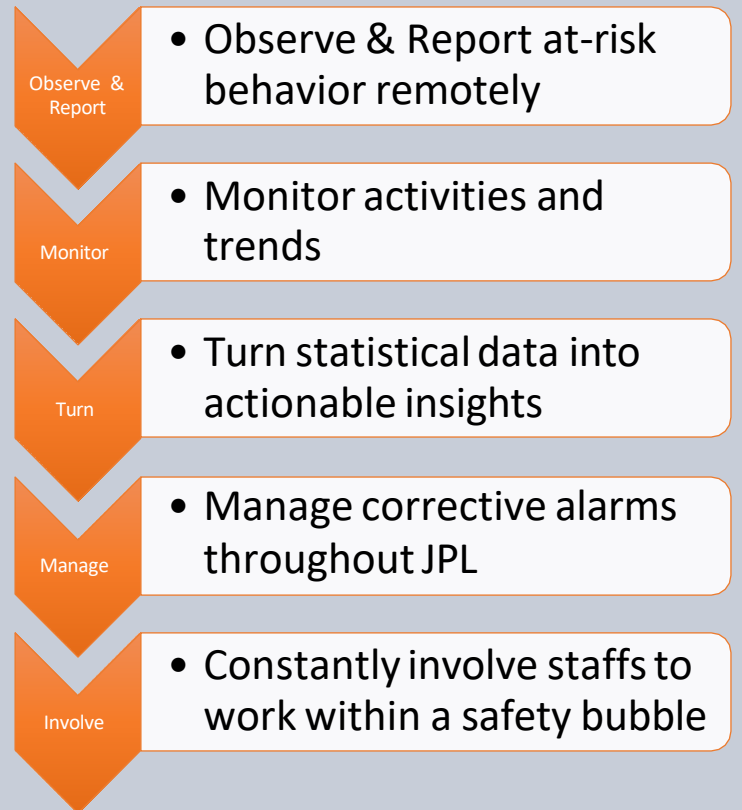 Observe &
Report
• Observe & Report at-risk
behavior remotely
Monitor
• Monitor activities and
trends
Turn
• Turn statistical data into
actionable insights
Manage
• Manage corrective alarms
throughout JPL
Involve
• Constantly involve staffs to
work within a safety bubble